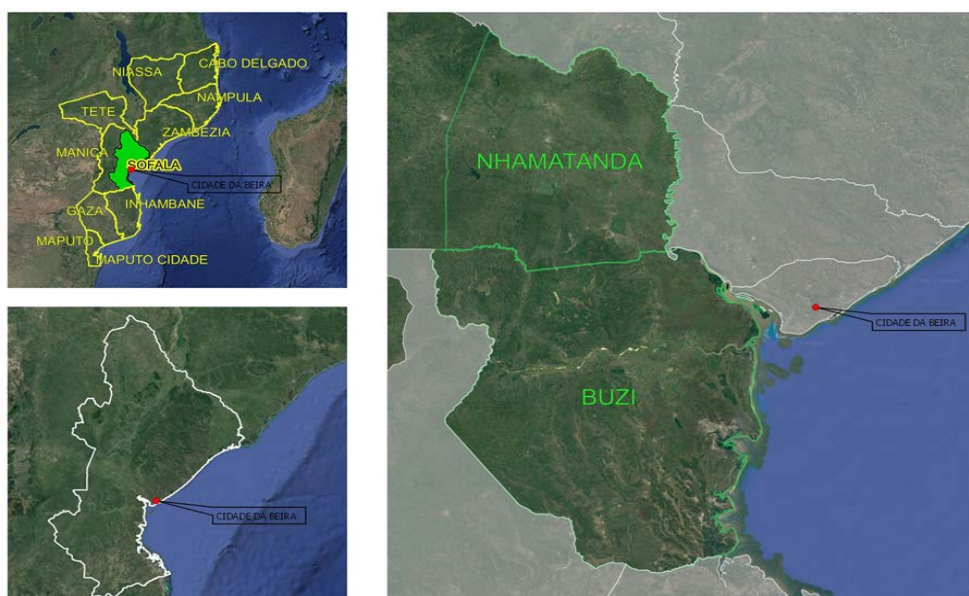 CABO DELGADO
NIASSA
NAMPULA
TETE
ZAMBEZIA
MANICA
SOFALA
CIDADE DA BEIRA
INHAMBANE
GAZA
MAPUTO
MAPUTO CIDADE
CIDADE DA BEIRA
NHAMATANDA
CIDADE DA BEIRA
BUZI